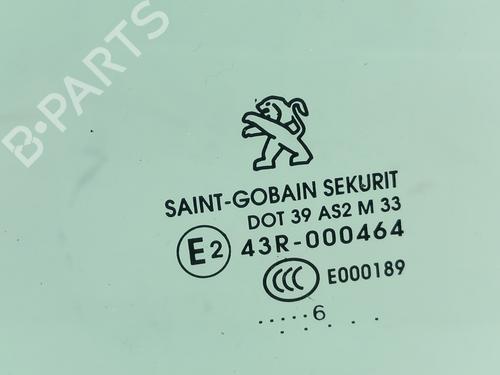 B-PARTS
SAINT-GOBAIN SEKURIT
DOT 39 AS2 M 33
E2 43R-000464
CCC E000189
.....6
.. . . .